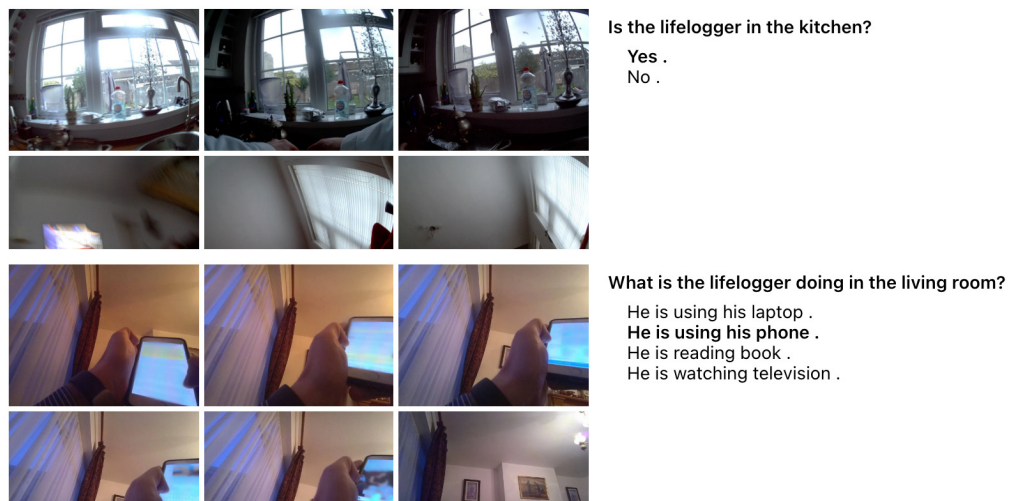 Is the lifelogger in the kitchen?
Yes .
No .
What is the lifelogger doing in the living room?
He is using his laptop .
He is using his phone .
He is reading book .
He is watching television .